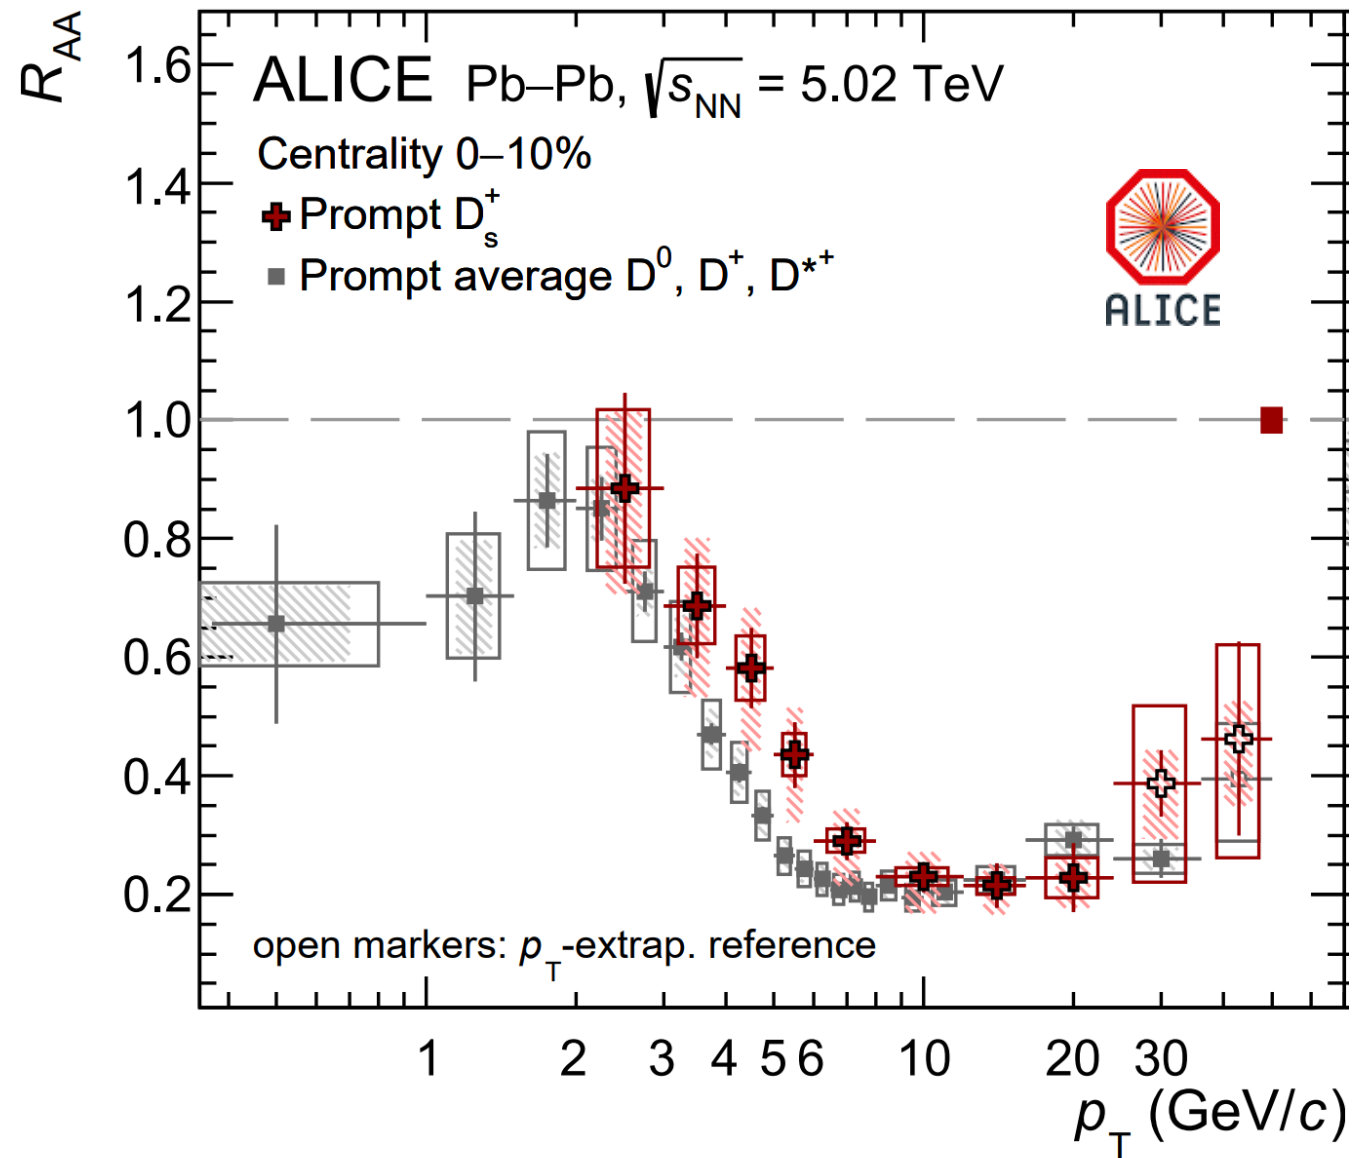 R_AA
ALICE Pb–Pb, √s_NN = 5.02 TeV
Centrality 0–10%
Prompt D_s^+
Prompt average D^0, D^+, D*^+
ALICE
1.6
1.4
1.2
1.0
0.8
0.6
0.4
0.2
open markers: p_T-extrap. reference
1 2 3 4 5 6 10 20 30
p_T (GeV/c)